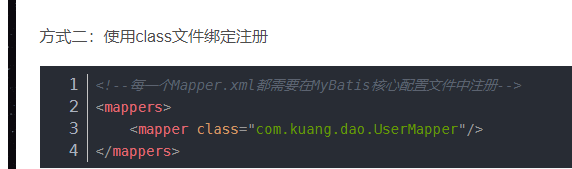 方式二：使用class文件绑定注册
1 <!--每一个Mapper.xml都需要在MyBatis核心配置文件中注册-->
2 <mappers>
3     <mapper class="com.kuang.dao.UserMapper"/>
4 </mappers>